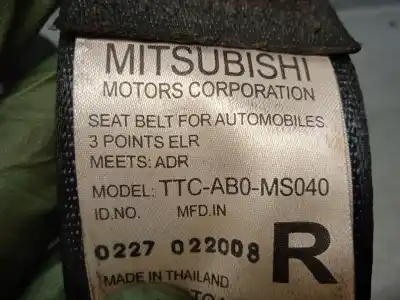 MITSUBISHI
MOTORS CORPORATION
SEAT BELT FOR AUTOMOBILES
3 POINTS ELR
MEETS: ADR
MODEL: TTC-AB0-MS040
ID.NO. MFD.IN
0227 022008 R
MADE IN THAILAND